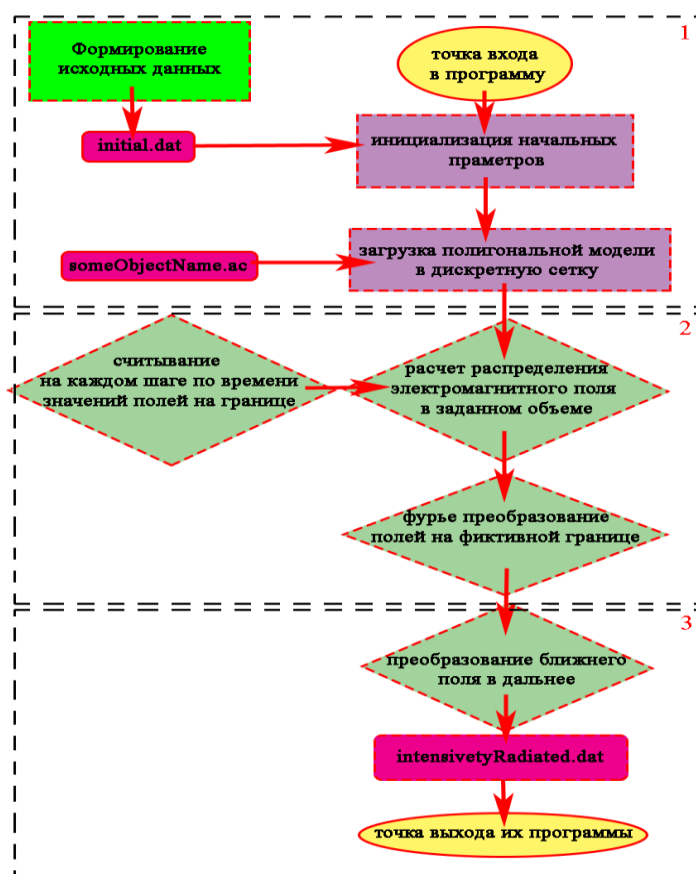 1
Формирование
исходных данных
точка входа
в программу
initial.dat
инициализация начальных
праметров
someObjectName.ac
загрузка полигональной модели
в дискретную сетку
2
считывание
на каждом шаге по времени
значений полей на границе
расчет распределения
электромагнитного поля
в заданном объеме
фурье преобразование
полей на фиктивной границе
3
преобразование ближнего
поля в дальнее
intensivetyRadiated.dat
точка выхода их программы